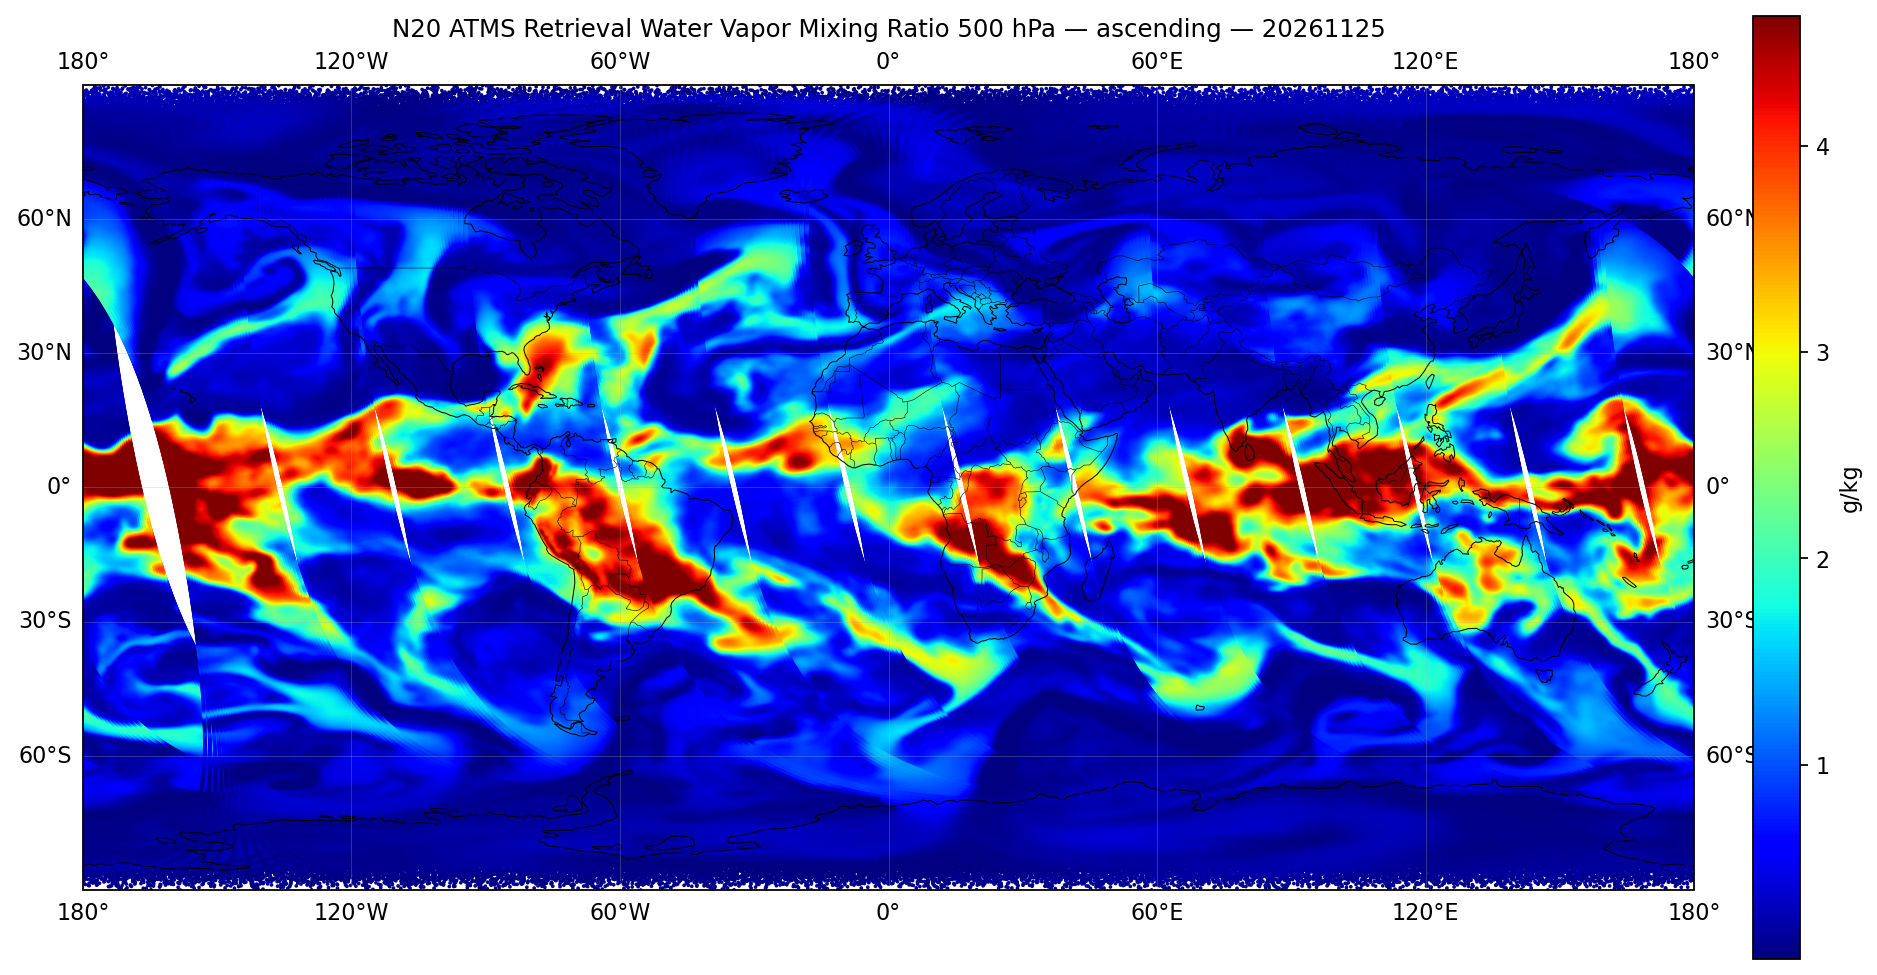 N20 ATMS Retrieval Water Vapor Mixing Ratio 500 hPa — ascending — 20261125
180° 120°W 60°W 0° 60°E 120°E 180°
60°N 60°N
30°N 30°N
0° 0°
30°S 30°S
60°S 60°S
180° 120°W 60°W 0° 60°E 120°E 180°
4
3
2
1
g/kg